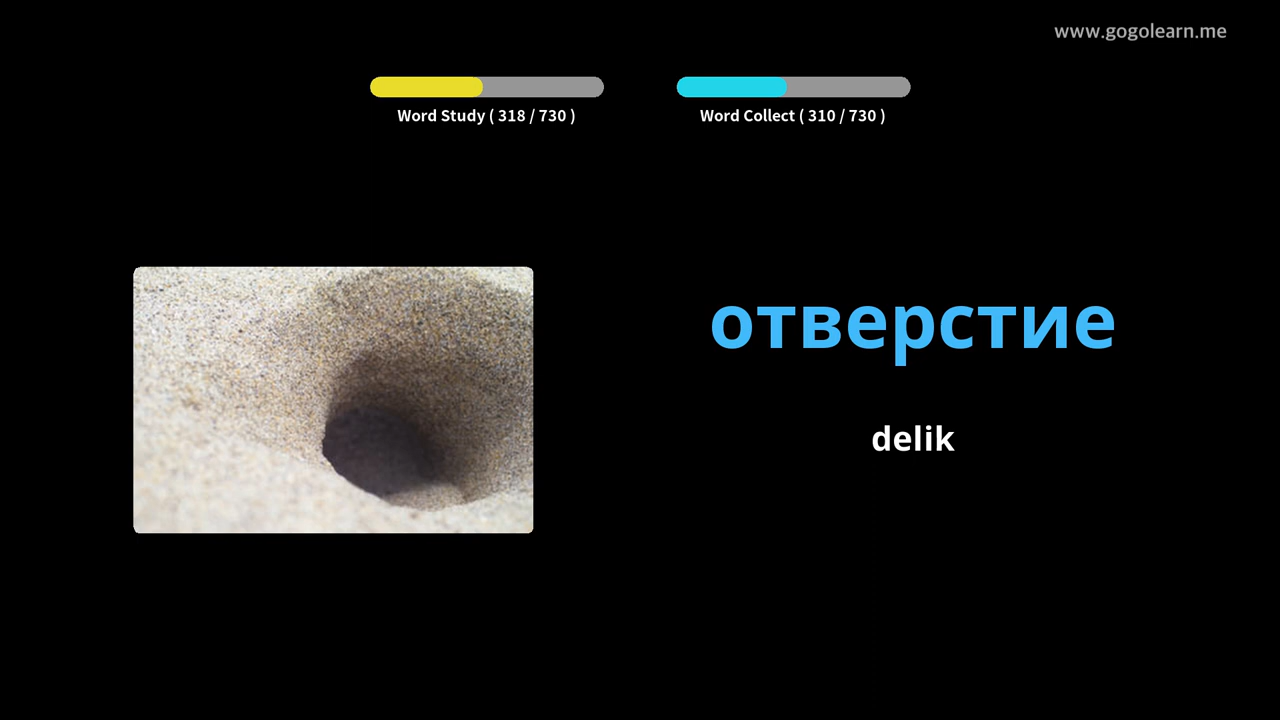 www.gogolearn.me
Word Study ( 318 / 730 )
Word Collect ( 310 / 730 )
отверстие
delik